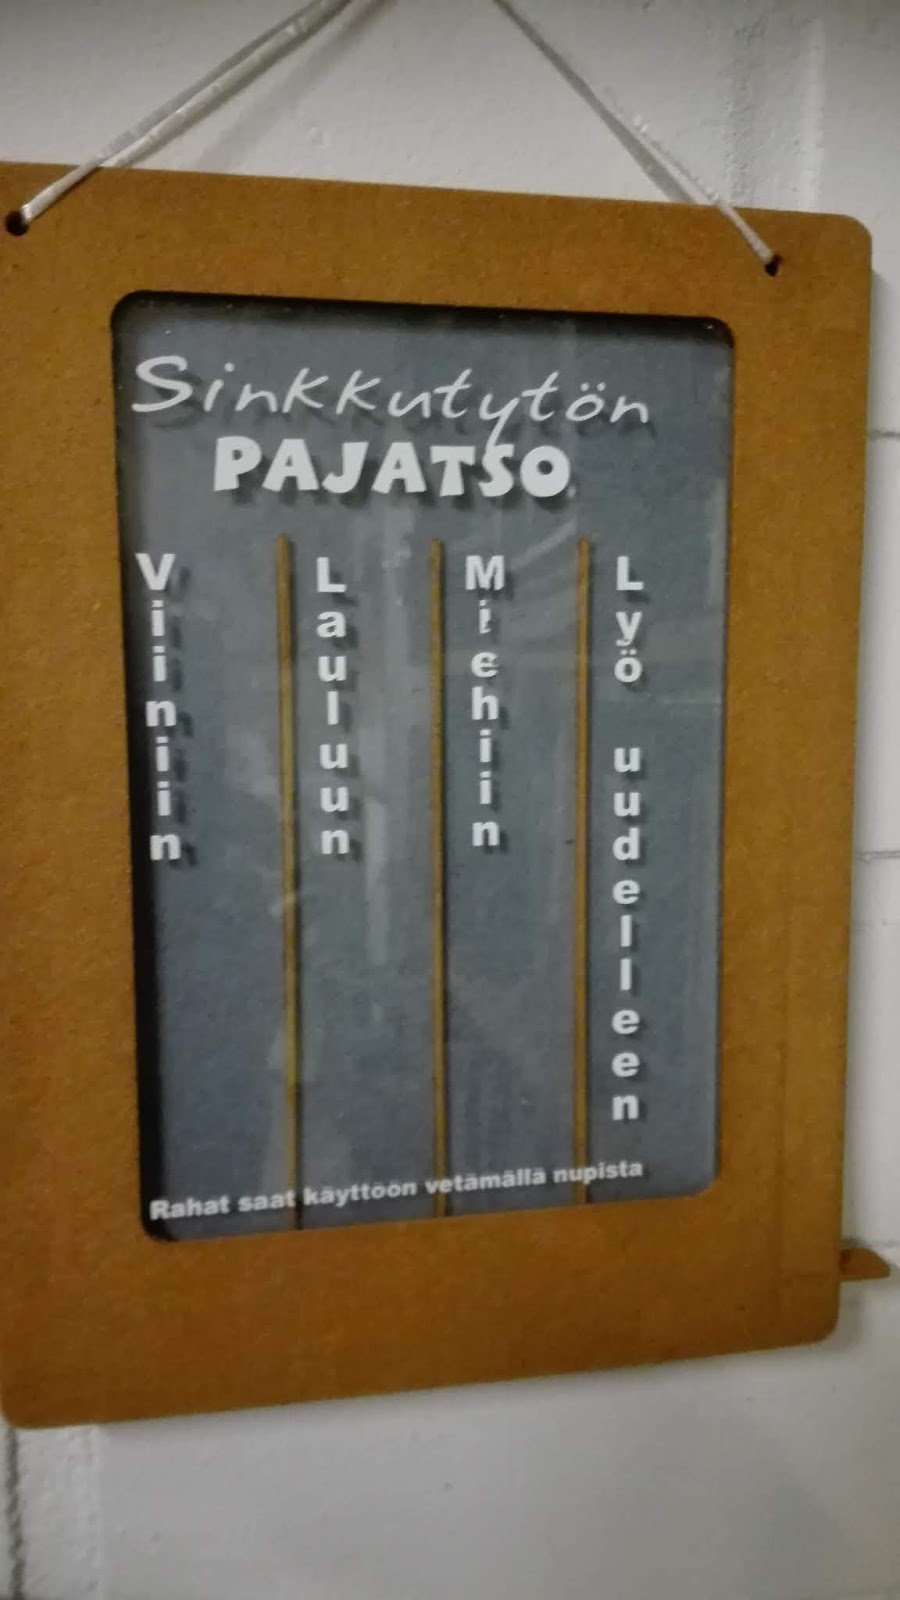 Sinkkutytön
PAJATSO
Viiniin
Lauluun
Miehiin
Lyö uudelleen
Rahat saat käyttöön vetämällä nupista